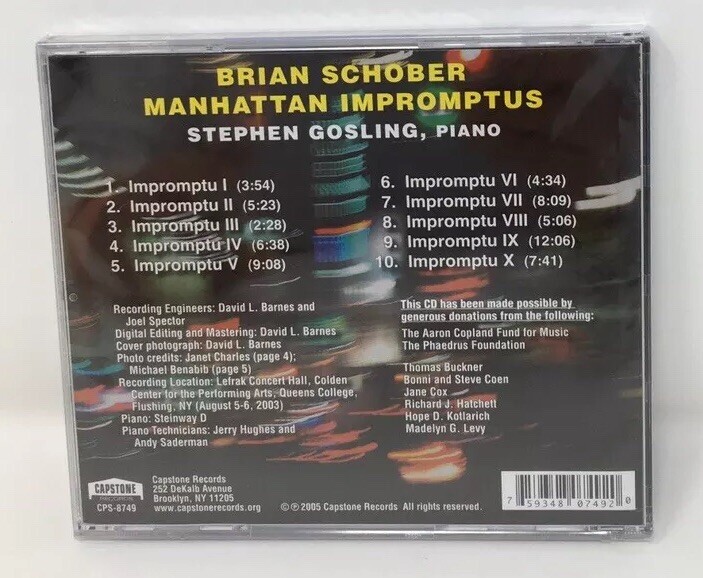 BRIAN SCHOBER
MANHATTAN IMPROMPTUS
STEPHEN GOSLING, PIANO
1. Impromptu I (3:54)
2. Impromptu II (5:23)
3. Impromptu III (2:28)
4. Impromptu IV (6:38)
5. Impromptu V (9:08)
6. Impromptu VI (4:34)
7. Impromptu VII (8:09)
8. Impromptu VIII (5:06)
9. Impromptu IX (12:06)
10. Impromptu X (7:41)
Recording Engineers: David L. Barnes and
Joel Spector
Digital Editing and Mastering: David L. Barnes
Cover photograph: David L. Barnes
Photo credits: Janet Charles (page 4);
Michael Benabib (page 5)
Recording Location: Lefrak Concert Hall, Colden
Center for the Performing Arts, Queens College,
Flushing, NY (August 5-6, 2003)
Piano: Steinway D
Piano Technicians: Jerry Hughes and
Andy Saderman
This CD has been made possible by
generous donations from the following:
The Aaron Copland Fund for Music
The Phaedrus Foundation
Thomas Buckner
Bonni and Steve Coen
Jane Cox
Richard J. Hatchett
Hope D. Kotlarich
Madelyn G. Levy
CAPSTONE
RECORDS
CPS-8749
Capstone Records
252 DeKalb Avenue
Brooklyn, NY 11205
www.capstonerecords.org
©℗ 2005 Capstone Records All rights reserved.
7 59348 07492 0